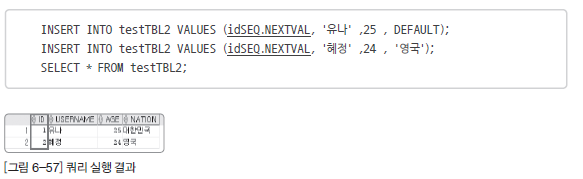 INSERT INTO testTBL2 VALUES (idSEQ.NEXTVAL, '유나' ,25 , DEFAULT);
INSERT INTO testTBL2 VALUES (idSEQ.NEXTVAL, '혜정' ,24 , '영국');
SELECT * FROM testTBL2;
ID USERNAME AGE NATION
1 1 유나 25 대한민국
2 2 혜정 24 영국
[그림 6-57] 쿼리 실행 결과